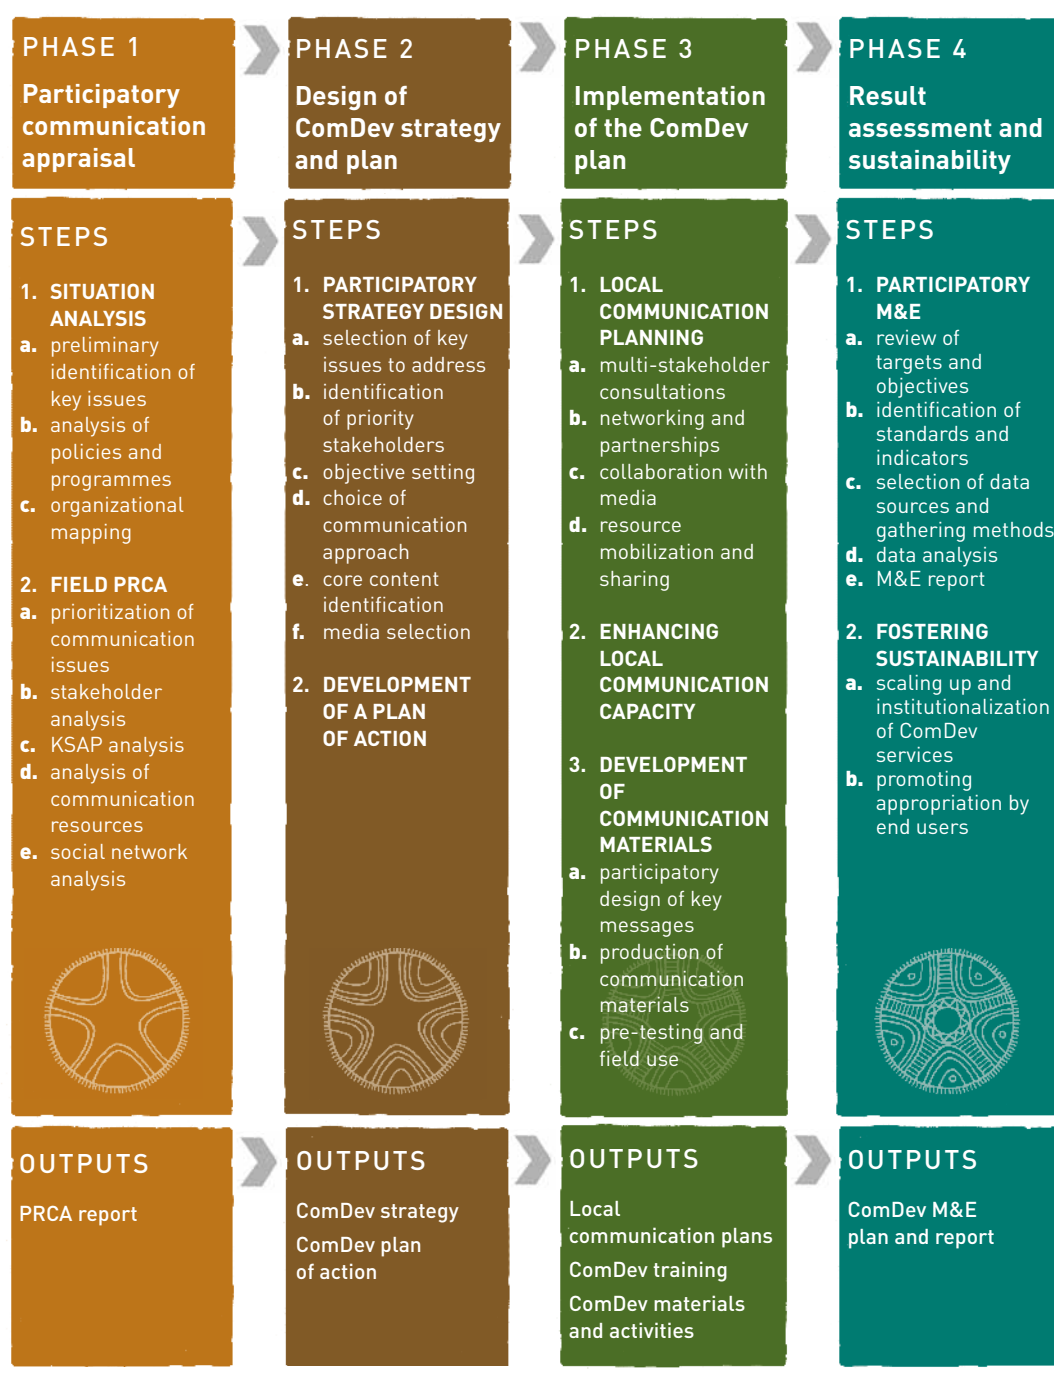 PHASE 1
Participatory
communication
appraisal
PHASE 2
Design of
ComDev strategy
and plan
PHASE 3
Implementation
of the ComDev
plan
PHASE 4
Result
assessment and
sustainability
STEPS
1. SITUATION
ANALYSIS
a. preliminary
identification of
key issues
b. analysis of
policies and
programmes
c. organizational
mapping
2. FIELD PRCA
a. prioritization of
communication
issues
b. stakeholder
analysis
c. KSAP analysis
d. analysis of
communication
resources
e. social network
analysis
STEPS
1. PARTICIPATORY
STRATEGY DESIGN
a. selection of key
issues to address
b. identification
of priority
stakeholders
c. objective setting
d. choice of
communication
approach
e. core content
identification
f. media selection
2. DEVELOPMENT
OF A PLAN
OF ACTION
STEPS
1. LOCAL
COMMUNICATION
PLANNING
a. multi-stakeholder
consultations
b. networking and
partnerships
c. collaboration with
media
d. resource
mobilization and
sharing
2. ENHANCING
LOCAL
COMMUNICATION
CAPACITY
3. DEVELOPMENT
OF
COMMUNICATION
MATERIALS
a. participatory
design of key
messages
b. production of
communication
materials
c. pre-testing and
field use
STEPS
1. PARTICIPATORY
M&E
a. review of
targets and
objectives
b. identification of
standards and
indicators
c. selection of data
sources and
gathering methods
d. data analysis
e. M&E report
2. FOSTERING
SUSTAINABILITY
a. scaling up and
institutionalization
of ComDev
services
b. promoting
appropriation by
end users
OUTPUTS
PRCA report
OUTPUTS
ComDev strategy
ComDev plan
of action
OUTPUTS
Local
communication plans
ComDev training
ComDev materials
and activities
OUTPUTS
ComDev M&E
plan and report